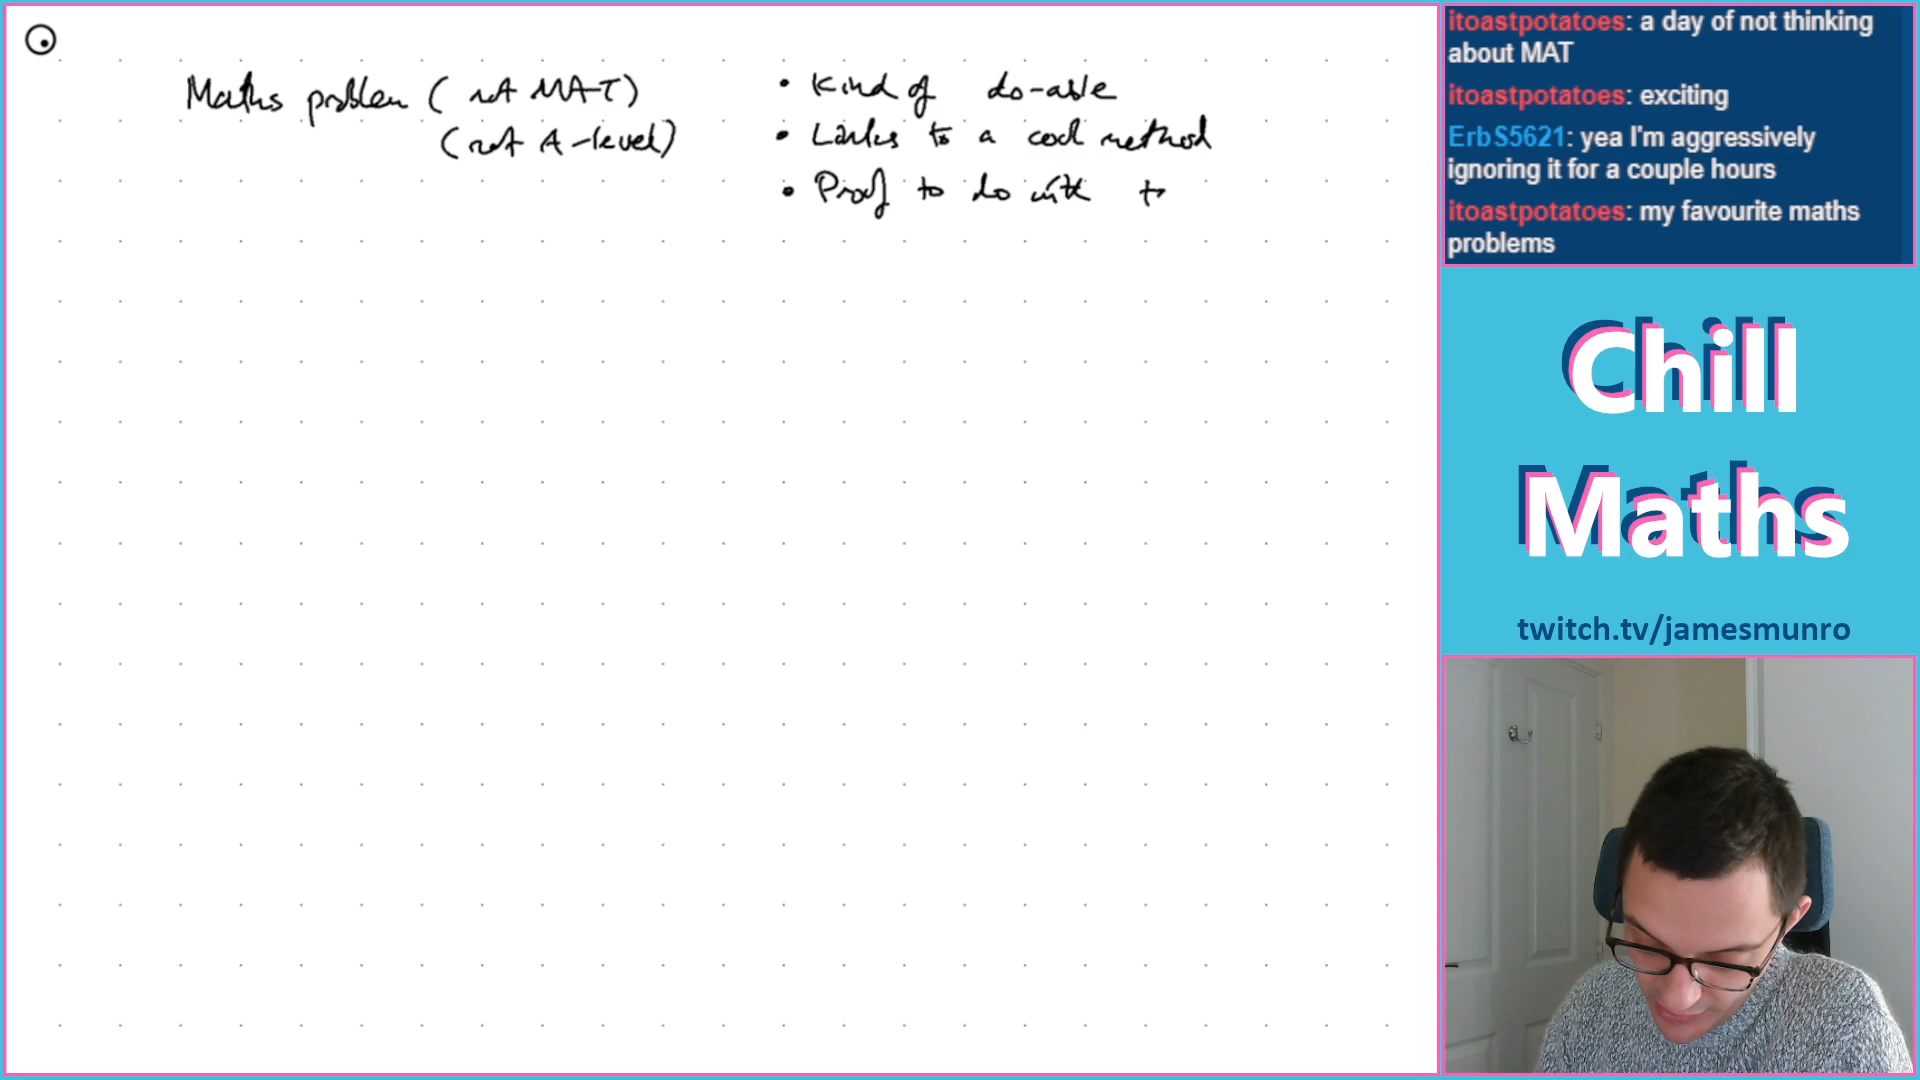 Maths problem (not MAT)
(not A-level)
• Kind of do-able
• Links to a cool method
• Proof to do with
itoastpotatoes: a day of not thinking
about MAT
itoastpotatoes: exciting
ErbS5621: yea I'm aggressively
ignoring it for a couple hours
itoastpotatoes: my favourite maths
problems
Chill
Maths
twitch.tv/jamesmunro